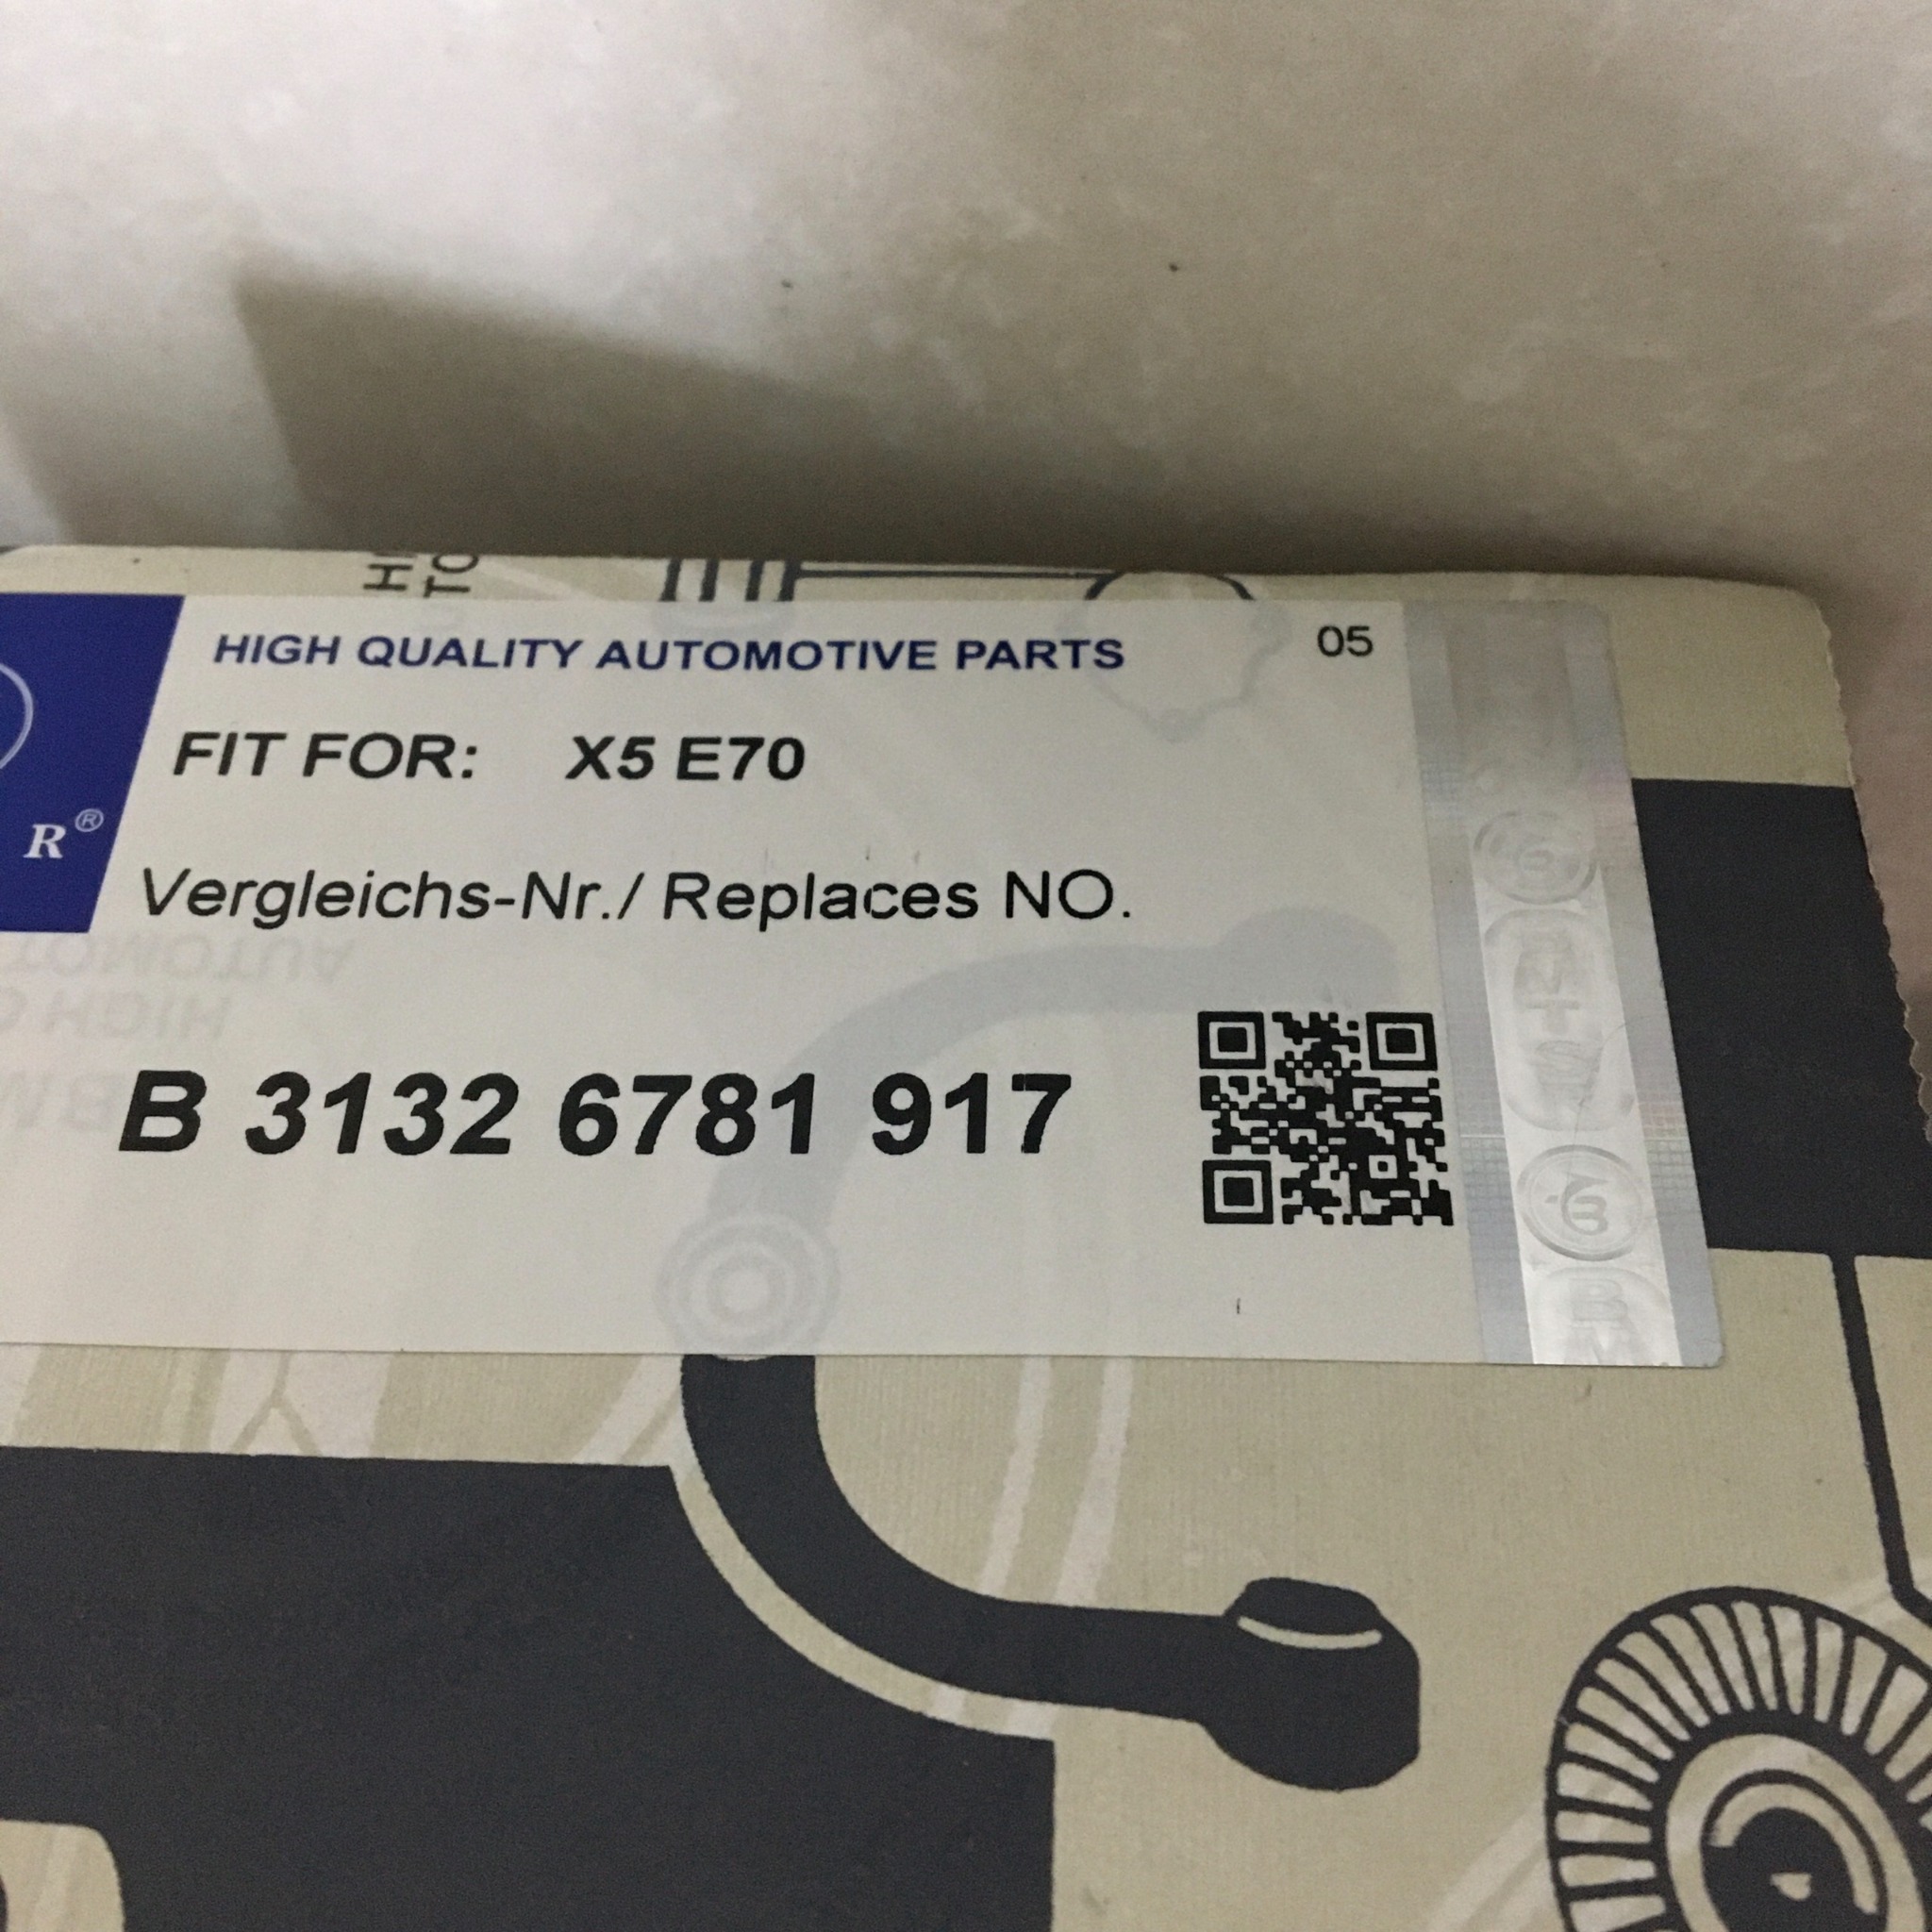 HIGH QUALITY AUTOMOTIVE PARTS
05
FIT FOR: X5 E70
R®
Vergleichs-Nr./ Replaces NO.
B 3132 6781 917